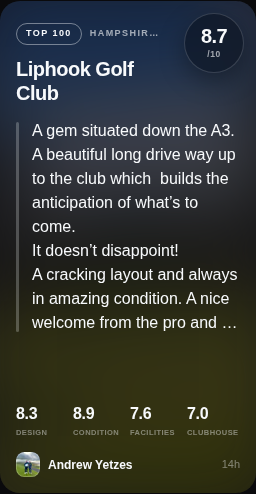 TOP 100 HAMPSHIR…
8.7
/10
Liphook Golf
Club
A gem situated down the A3.
A beautiful long drive way up
to the club which  builds the
anticipation of what’s to
come.
It doesn’t disappoint!
A cracking layout and always
in amazing condition. A nice
welcome from the pro and …
8.3 8.9 7.6 7.0
DESIGN CONDITION FACILITIES CLUBHOUSE
Andrew Yetzes 14h